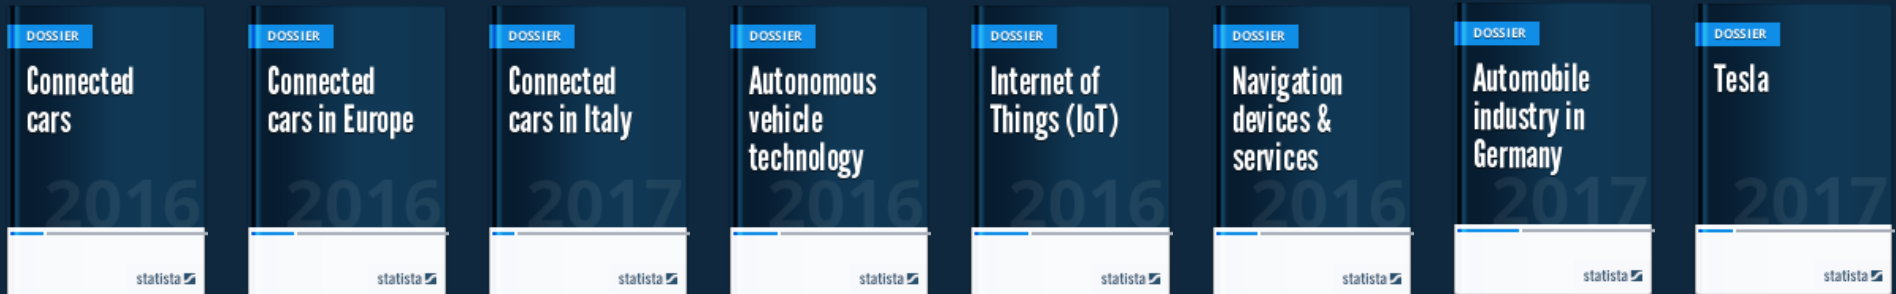 DOSSIER
Connected
cars
2016
statista
DOSSIER
Connected
cars in Europe
2016
statista
DOSSIER
Connected
cars in Italy
2017
statista
DOSSIER
Autonomous
vehicle
technology
2016
statista
DOSSIER
Internet of
Things (IoT)
2016
statista
DOSSIER
Navigation
devices &
services
2016
statista
DOSSIER
Automobile
industry in
Germany
2017
statista
DOSSIER
Tesla
2017
statista